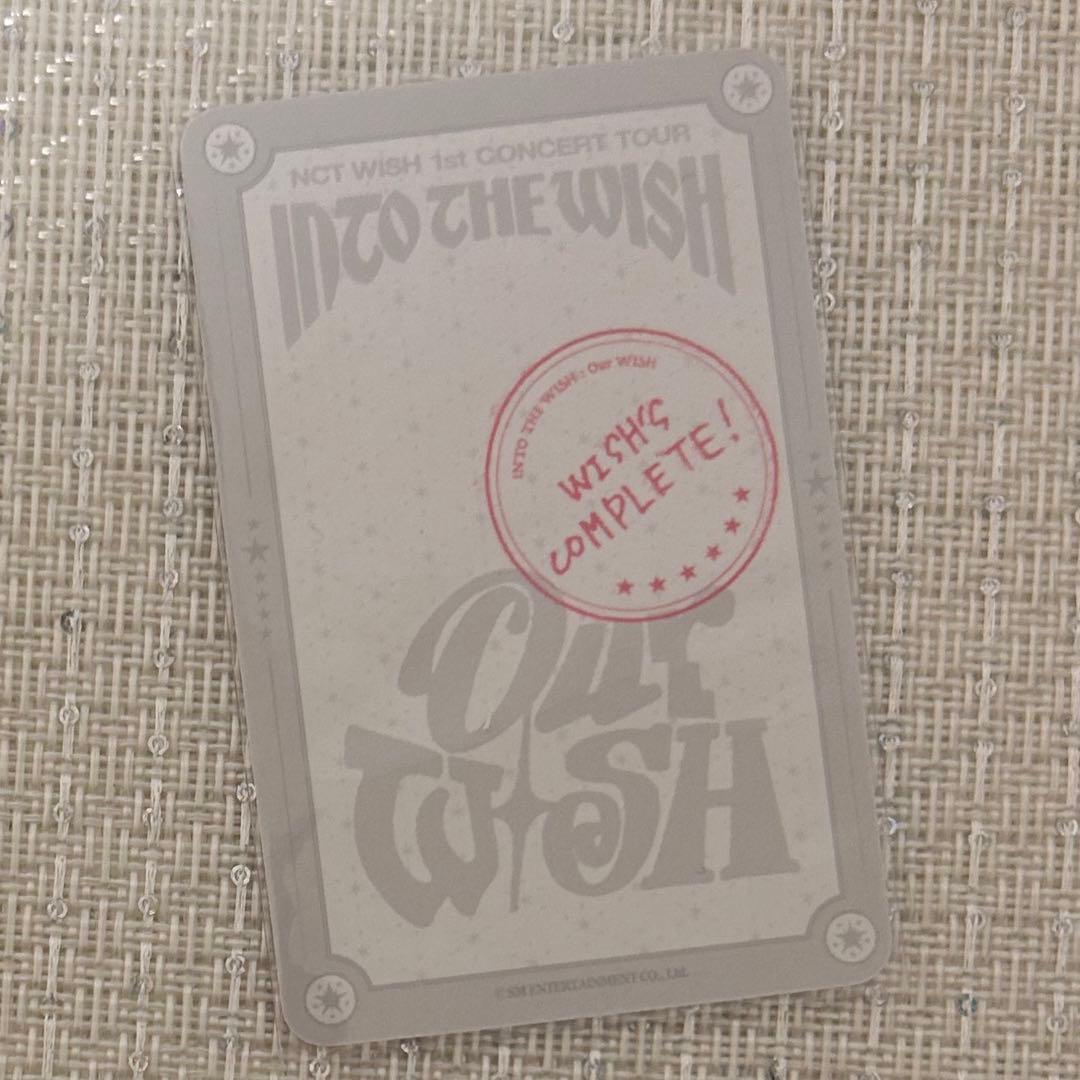 NCT WISH 1st CONCERT TOUR
INTO THE WISH
INTO THE WISH : Our WISH
WISH,S
COMPLETE!
Our
WISH
© SM ENTERTAINMENT CO., Ltd.